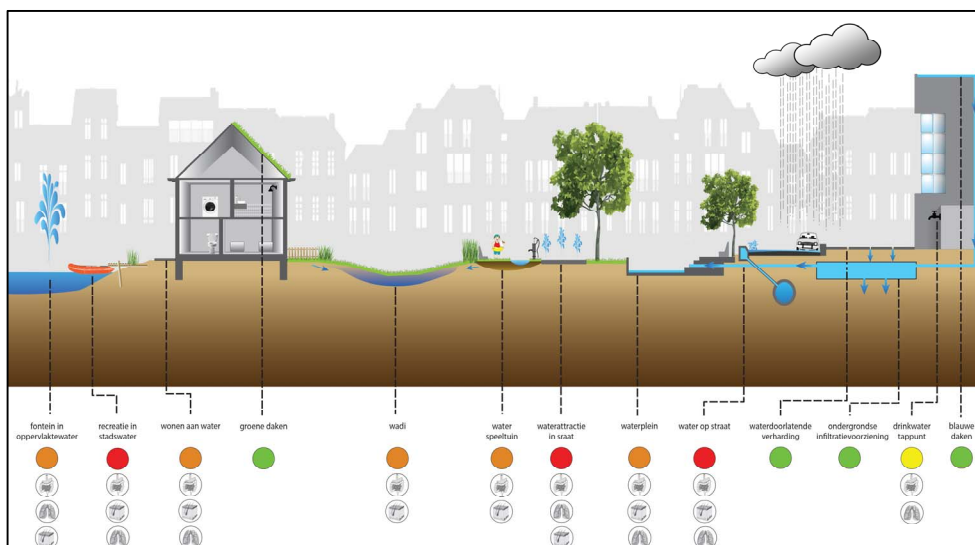 fontein in
oppervlaktewater
recreatie in
stadswater
wonen aan water
groene daken
wadi
water
speeltuin
waterattractie
in sraat
waterplein
water op straat
waterdoorlatende
verharding
ondergrondse
infiltratievoorziening
drinkwater
tappunt
blauwe
daken